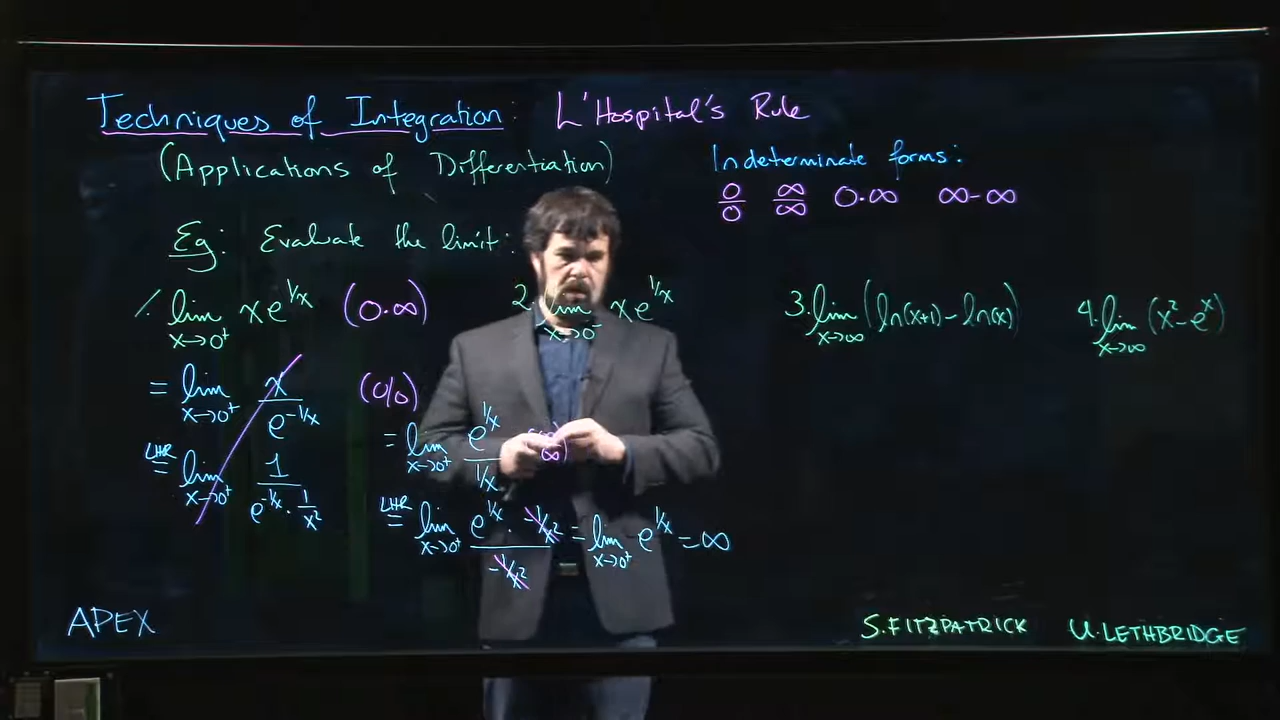 Techniques of Integration: L'Hospital's Rule
(Applications of Differentiation)
Indeterminate forms:
0/0 ∞/∞ 0·∞ ∞-∞
Eg: Evaluate the limit:
1. lim x→0⁺ xe^(1/x) (0·∞)
= lim x→0⁺ x/e^(-1/x) (0/0)
LHR = lim x→0⁺ 1/(e^(-1/x) · 1/x²)
= lim x→0⁺ e^(1/x)/(1/x)
LHR = lim x→0⁺ (e^(1/x) · -1/x²)/(-1/x²) = lim x→0⁺ e^(1/x) = ∞
2. lim x→0⁻ xe^(1/x)
3. lim x→∞ (ln(x+1) - ln(x))
4. lim x→∞ (x² - e^x)
APEX
S. FITZPATRICK U. LETHBRIDGE